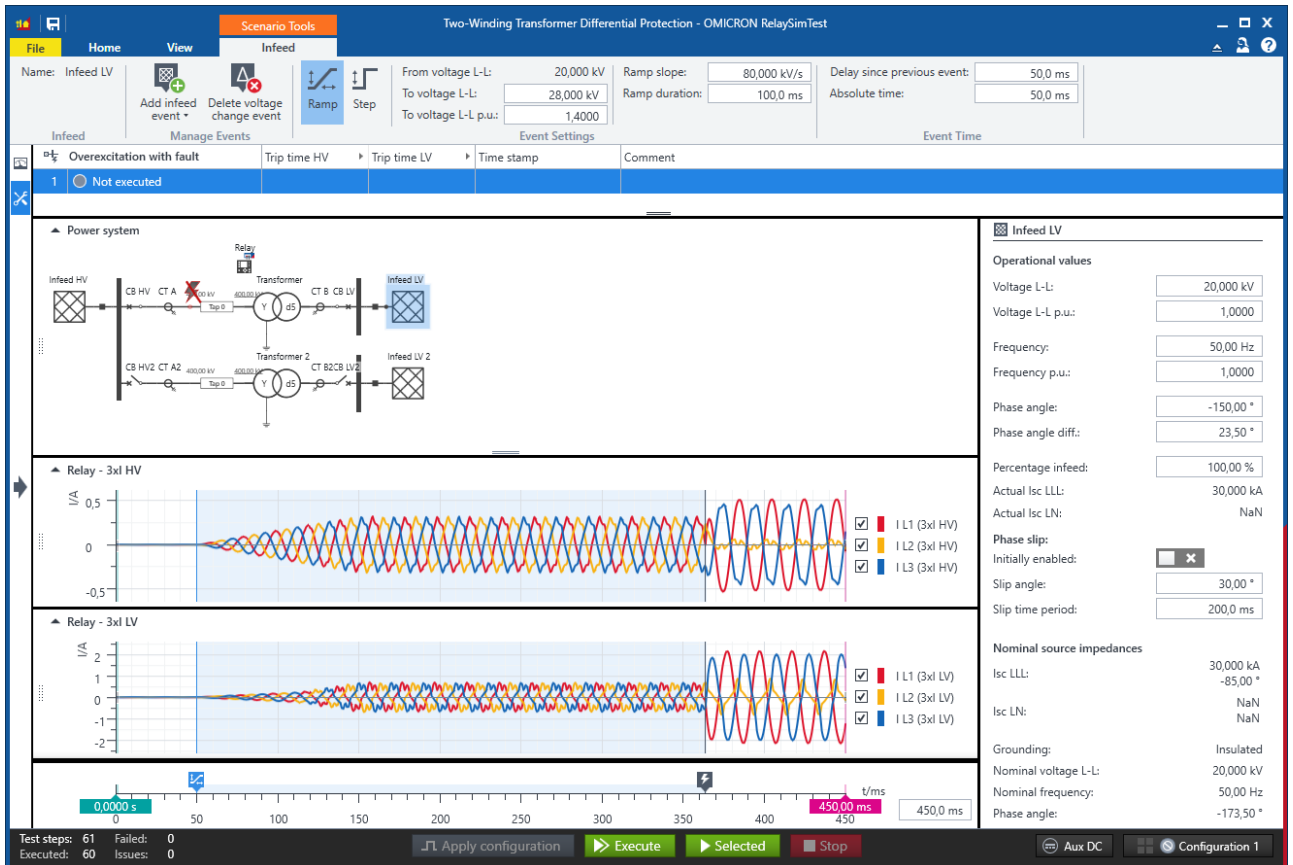 Scenario Tools
Two-Winding Transformer Differential Protection - OMICRON RelaySimTest
File Home View Infeed
Name: Infeed LV
Add infeed event
Delete voltage change event
Ramp Step
From voltage L-L: 20,000 kV
To voltage L-L: 28,000 kV
To voltage L-L p.u.: 1,4000
Ramp slope: 80,000 kV/s
Ramp duration: 100,0 ms
Delay since previous event: 50,0 ms
Absolute time: 50,0 ms
Infeed Manage Events Event Settings Event Time
Overexcitation with fault Trip time HV Trip time LV Time stamp Comment
1 Not executed
Power system
Relay
Infeed HV
CB HV CT A Transformer CT B CB LV Infeed LV
400,00 kV
Tap 0
Y d5
Transformer 2 Infeed LV 2
CB HV2 CT A2 400,00 kV 400,00 kV CT B2 CB LV2
Tap 0
Y d5
Relay - 3xI HV
I/A
0,5
0
-0,5
I L1 (3xI HV)
I L2 (3xI HV)
I L3 (3xI HV)
Relay - 3xI LV
I/A
2
1
0
-1
-2
I L1 (3xI LV)
I L2 (3xI LV)
I L3 (3xI LV)
t/ms
0,0000 s 450,00 ms 450,0 ms
0 50 100 150 200 250 300 350 400 450
Infeed LV
Operational values
Voltage L-L: 20,000 kV
Voltage L-L p.u.: 1,0000
Frequency: 50,00 Hz
Frequency p.u.: 1,0000
Phase angle: -150,00 °
Phase angle diff.: 23,50 °
Percentage infeed: 100,00 %
Actual Isc LLL: 30,000 kA
Actual Isc LN: NaN
Phase slip:
Initially enabled:
Slip angle: 30,00 °
Slip time period: 200,0 ms
Nominal source impedances
Isc LLL: 30,000 kA
-85,00 °
Isc LN: NaN
NaN
Grounding: Insulated
Nominal voltage L-L: 20,000 kV
Nominal frequency: 50,00 Hz
Phase angle: -173,50 °
Test steps: 61 Failed: 0
Executed: 60 Issues: 0
Apply configuration Execute Selected Stop
Aux DC Configuration 1